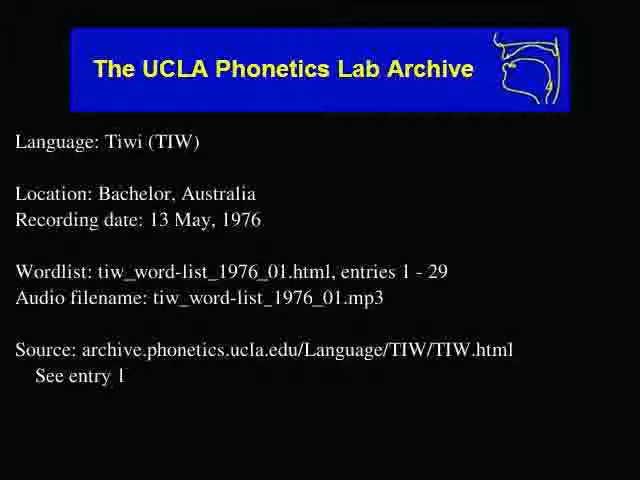 The UCLA Phonetics Lab Archive
Language: Tiwi (TIW)
Location: Bachelor, Australia
Recording date: 13 May, 1976
Wordlist: tiw_word-list_1976_01.html, entries 1 - 29
Audio filename: tiw_word-list_1976_01.mp3
Source: archive.phonetics.ucla.edu/Language/TIW/TIW.html
See entry 1